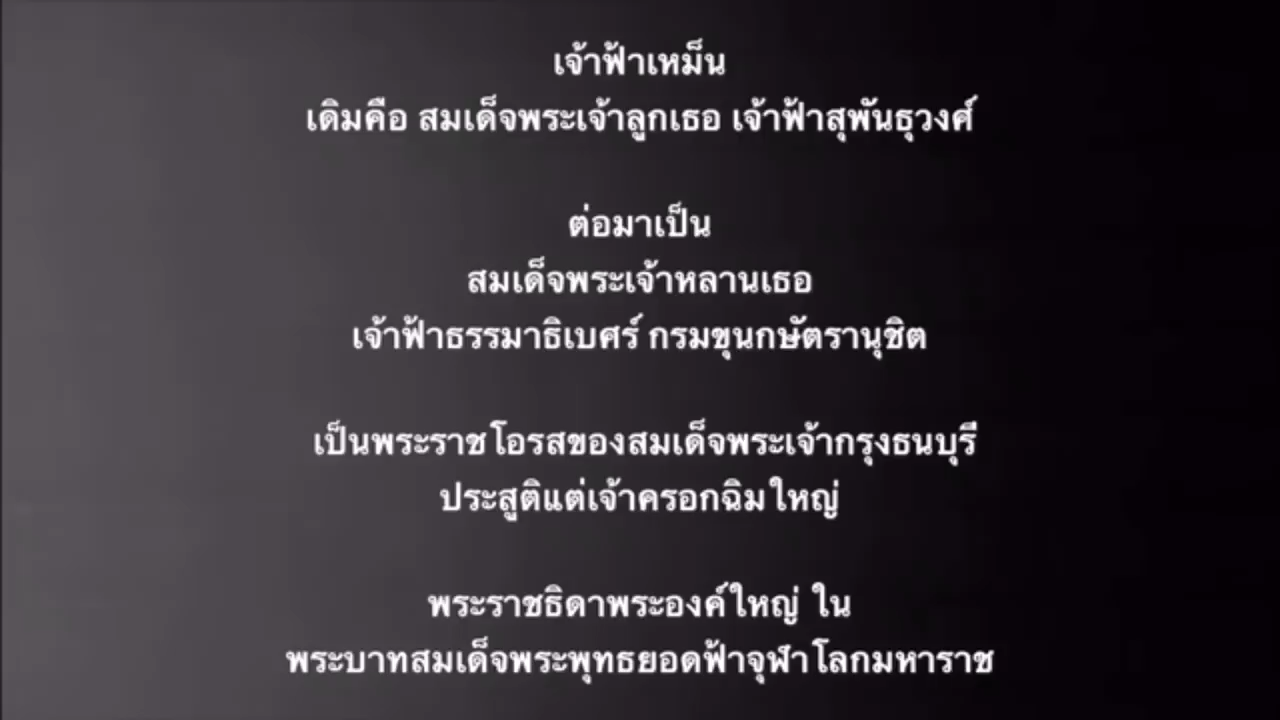 เจ้าฟ้าเหม็น
เดิมคือ สมเด็จพระเจ้าลูกเธอ เจ้าฟ้าสุพันธุวงศ์
ต่อมาเป็น
สมเด็จพระเจ้าหลานเธอ
เจ้าฟ้าธรรมาธิเบศร์ กรมขุนกษัตรานุชิต
เป็นพระราชโอรสของสมเด็จพระเจ้ากรุงธนบุรี
ประสูติแต่เจ้าครอกฉิมใหญ่
พระราชธิดาพระองค์ใหญ่ ใน
พระบาทสมเด็จพระพุทธยอดฟ้าจุฬาโลกมหาราช